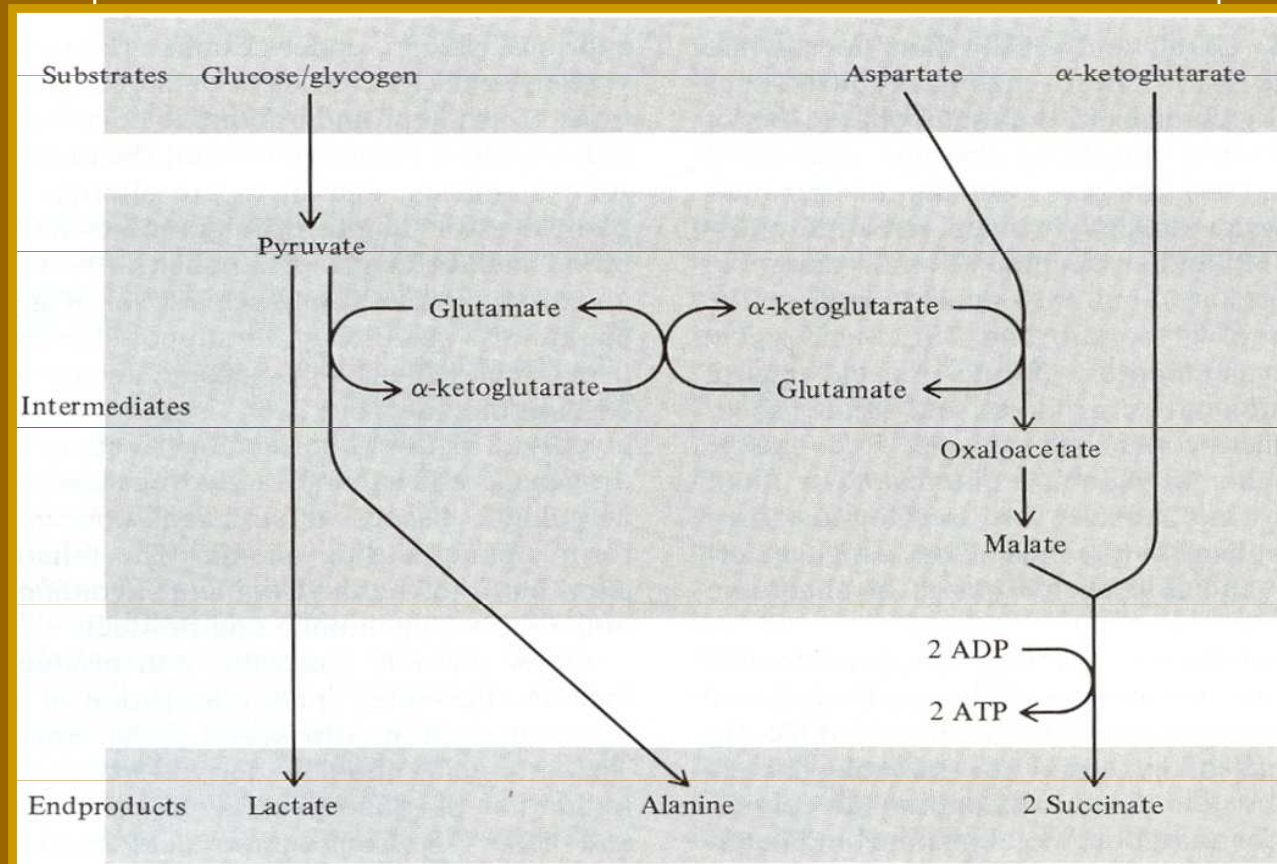 Substrates Glucose/glycogen Aspartate α-ketoglutarate
Pyruvate
Glutamate α-ketoglutarate
α-ketoglutarate Glutamate
Intermediates
Oxaloacetate
Malate
2 ADP
2 ATP
Endproducts Lactate Alanine 2 Succinate